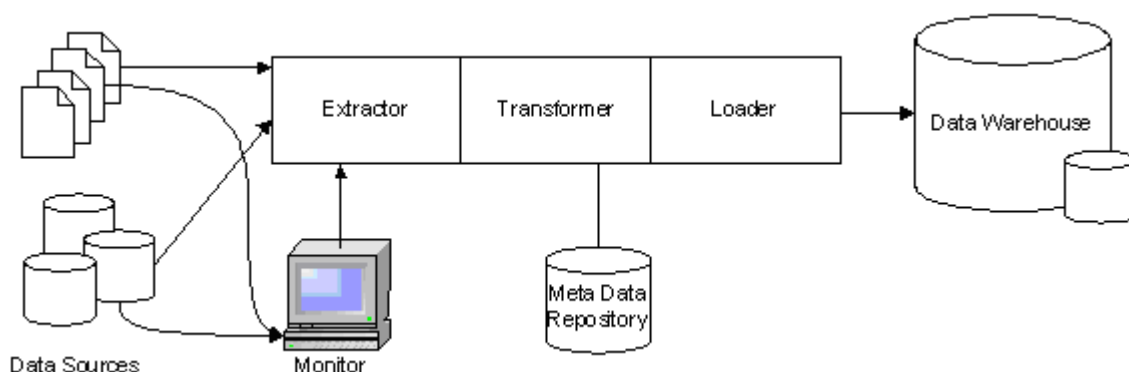 Extractor
Transformer
Loader
Data Warehouse
Meta Data
Repository
Data Sources
Monitor